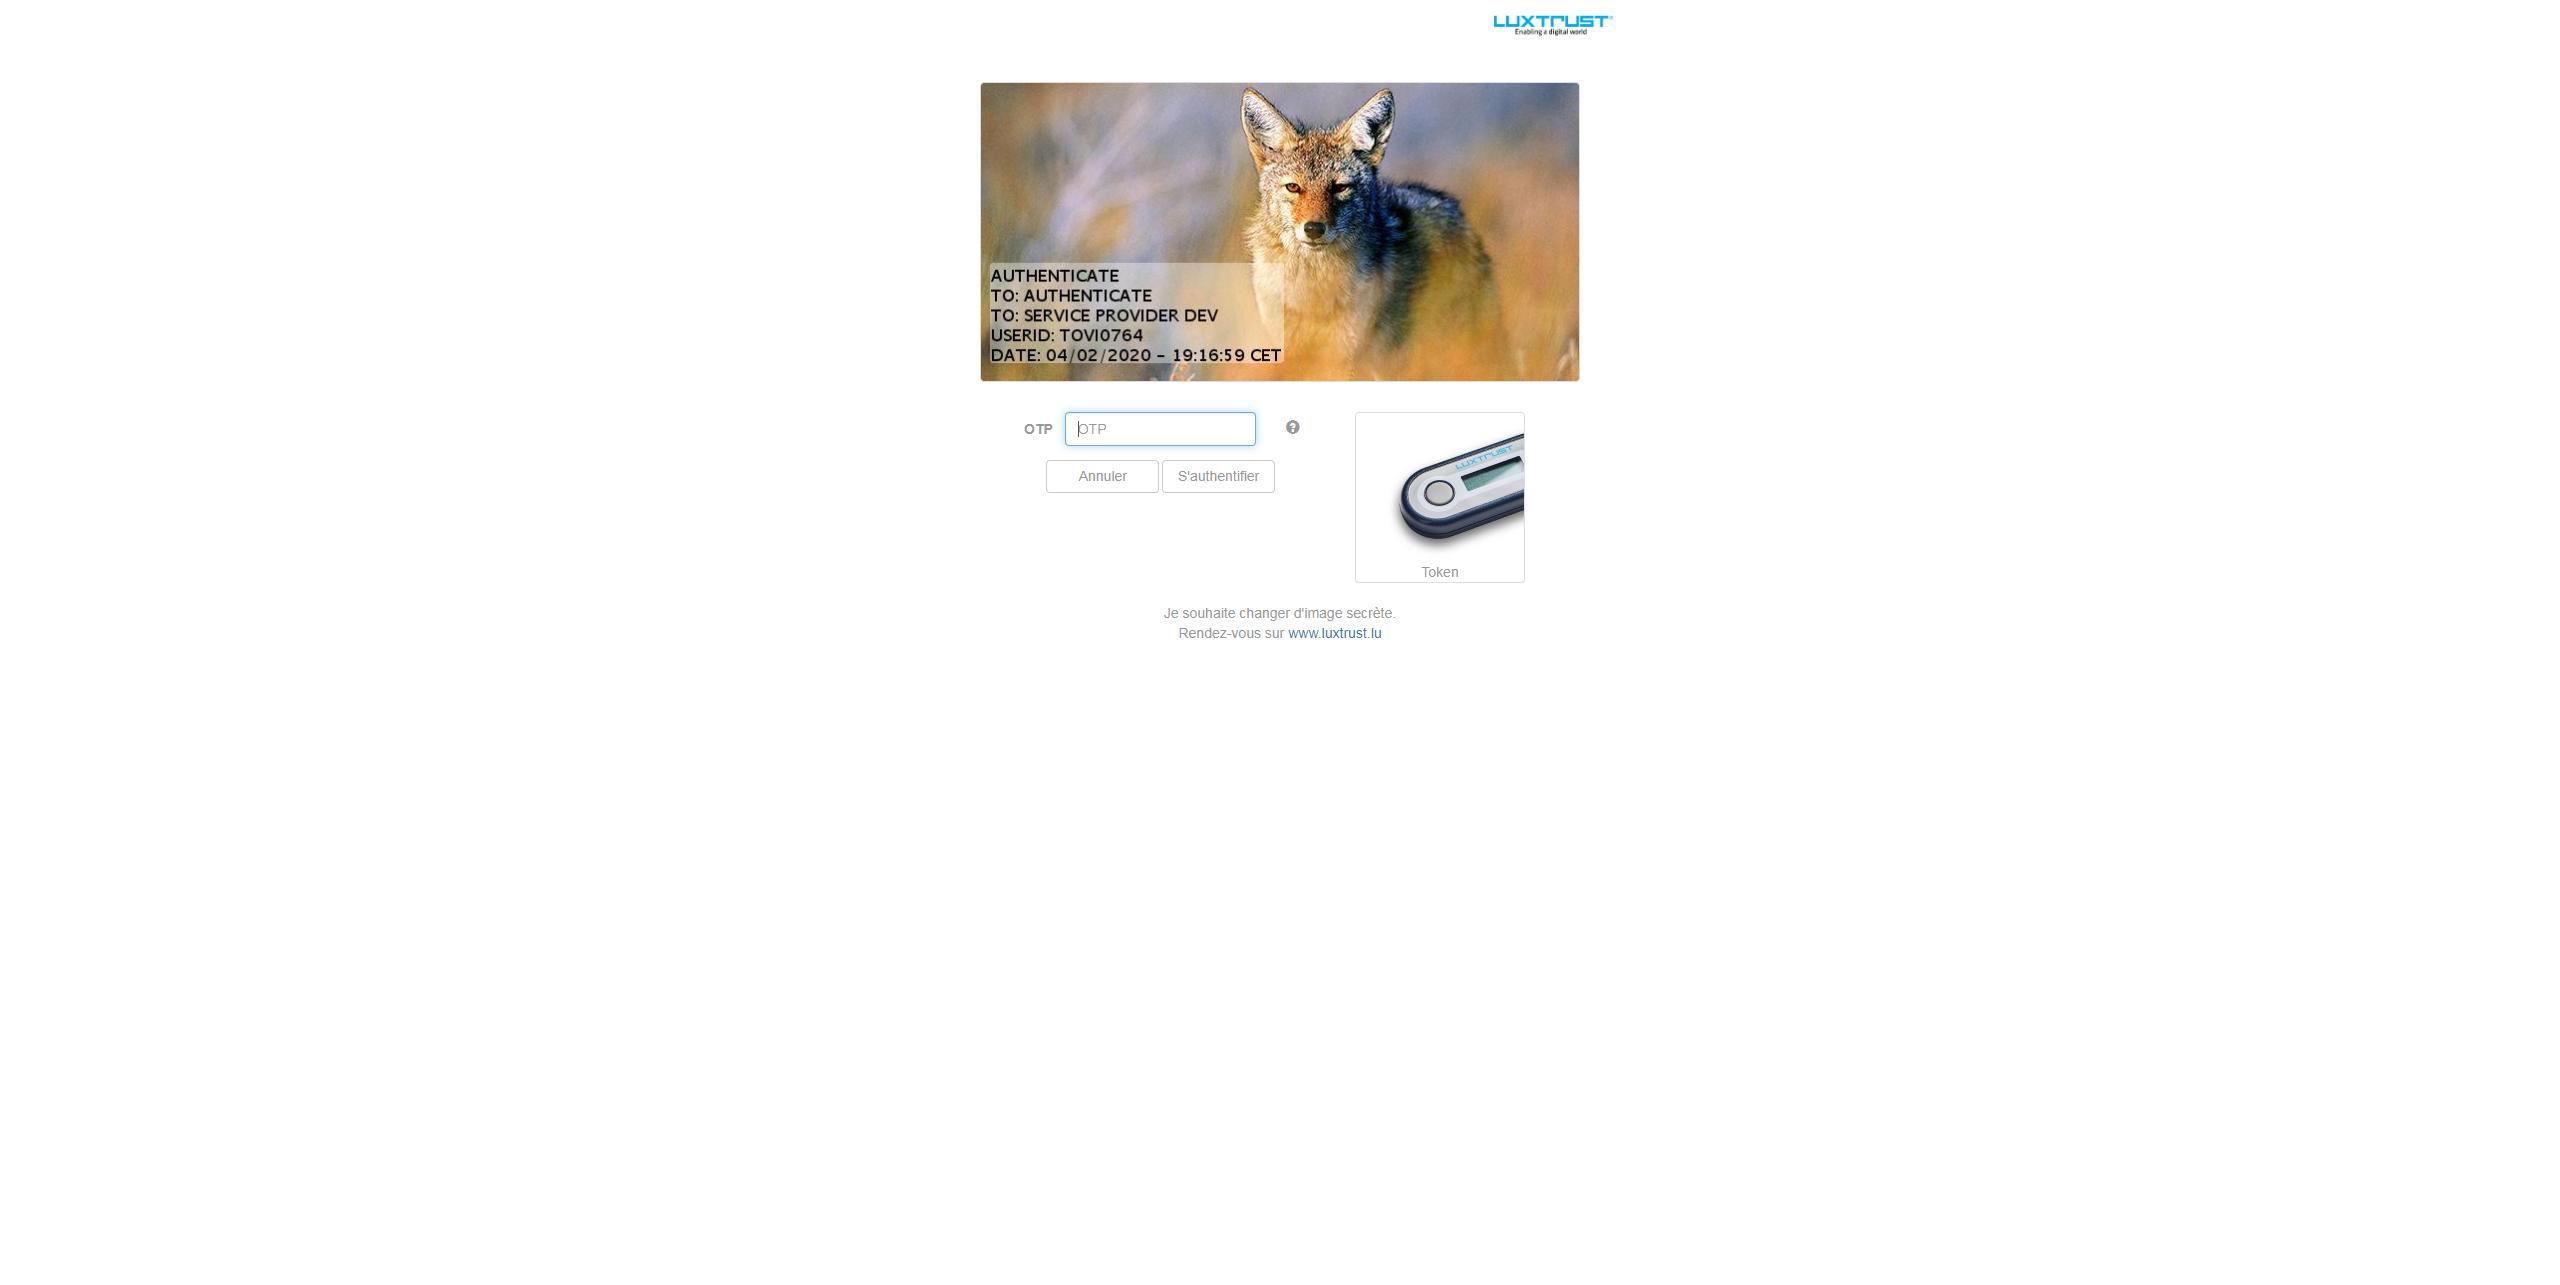 LUXTRUST
Enabling a digital world
AUTHENTICATE
TO: AUTHENTICATE
TO: SERVICE PROVIDER DEV
USERID: TOVI0764
DATE: 04/02/2020 - 19:16:59 CET
OTP
OTP
Annuler
S'authentifier
LUXTRUST
Token
Je souhaite changer d'image secrète.
Rendez-vous sur www.luxtrust.lu